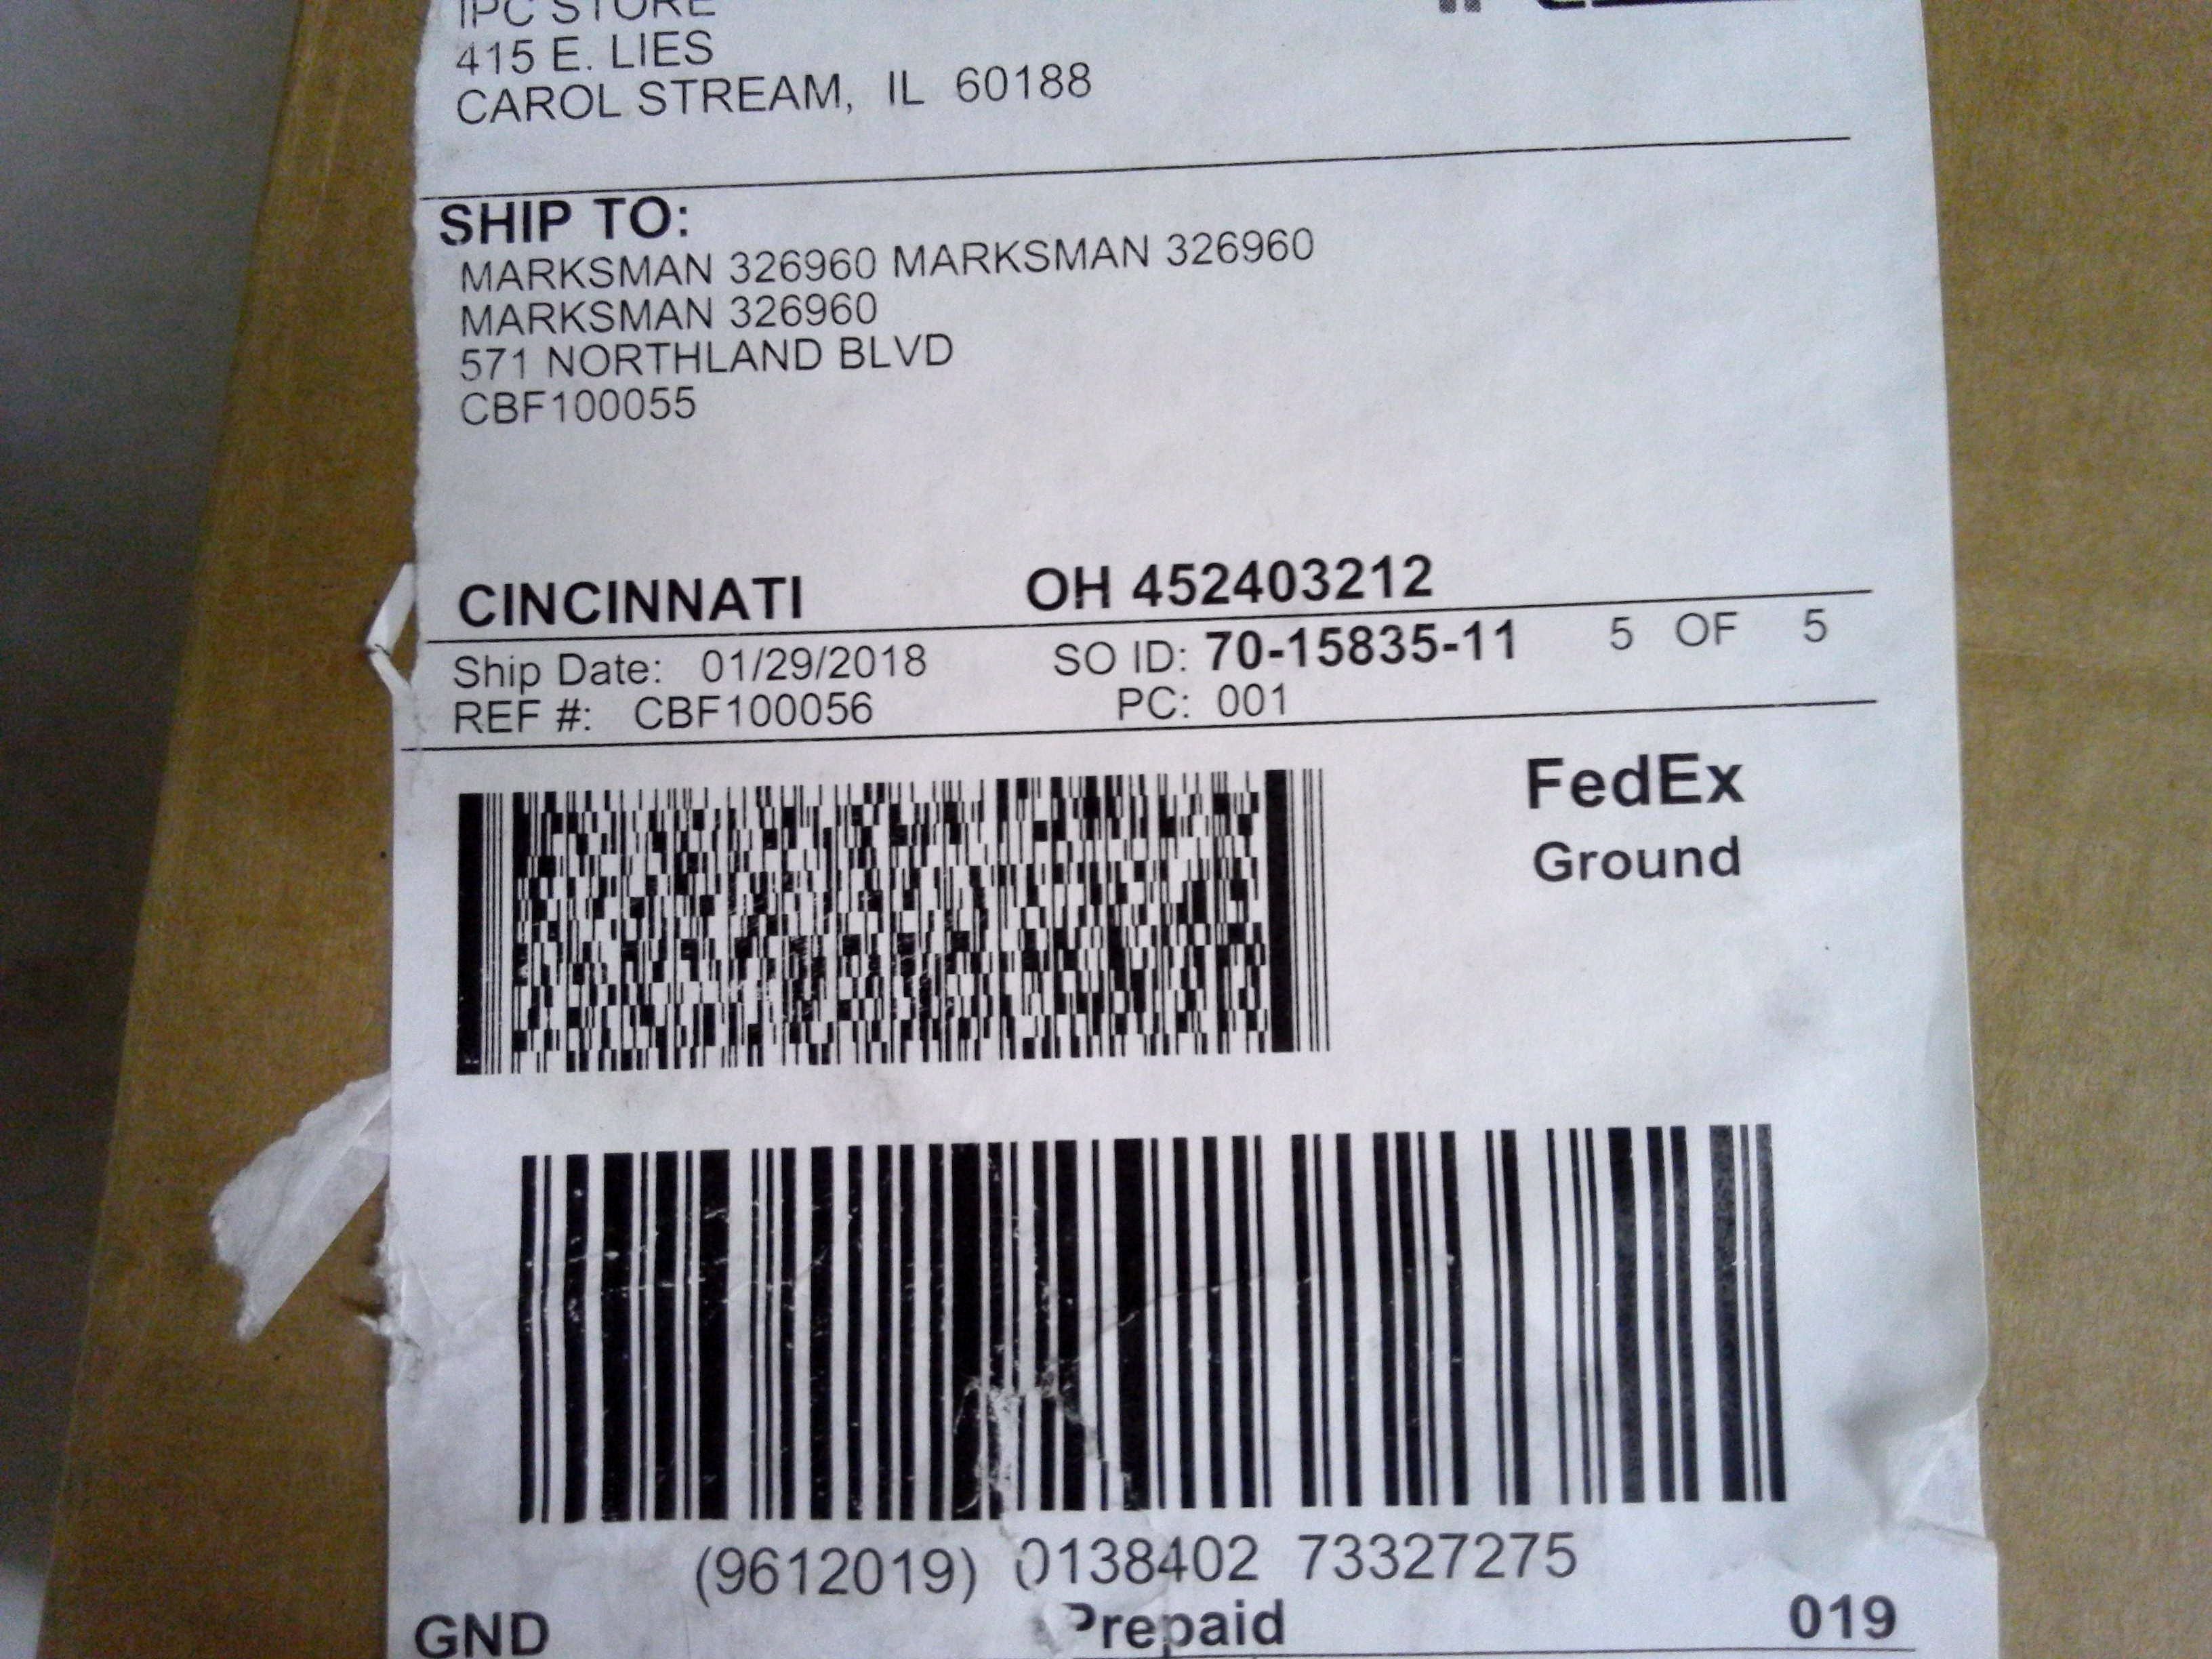 IPC STORE
415 E. LIES
CAROL STREAM, IL 60188
SHIP TO:
MARKSMAN 326960 MARKSMAN 326960
MARKSMAN 326960
571 NORTHLAND BLVD
CBF100055
CINCINNATI OH 452403212
Ship Date: 01/29/2018 SO ID: 70-15835-11 5 OF 5
REF #: CBF100056 PC: 001
FedEx
Ground
(9612019) 0138402 73327275
GND Prepaid 019